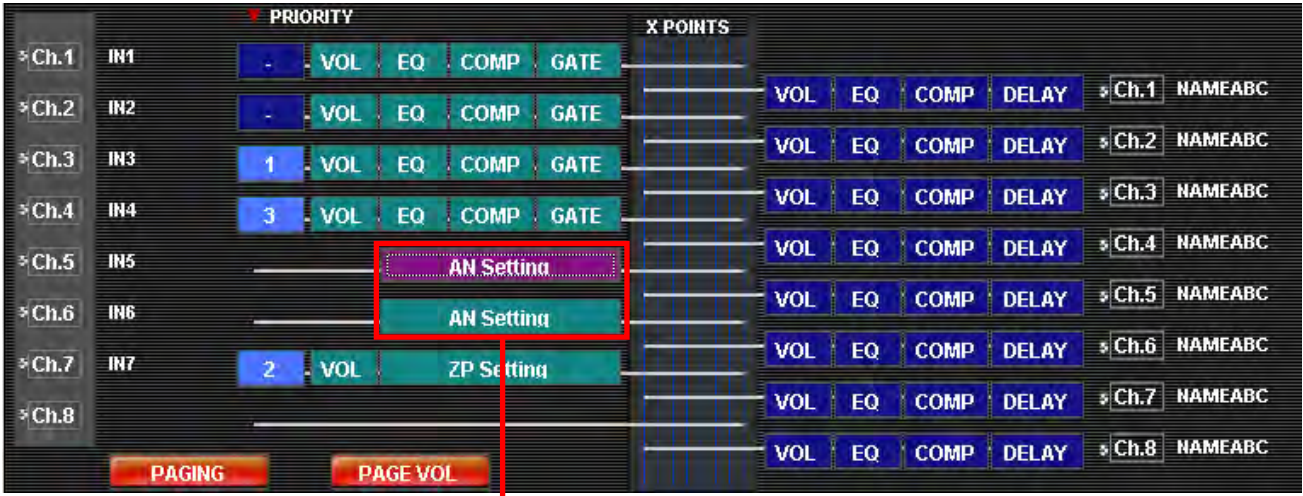 PRIORITY
X POINTS
Ch.1 IN1 - VOL EQ COMP GATE
VOL EQ COMP DELAY Ch.1 NAMEABC
Ch.2 IN2 - VOL EQ COMP GATE
VOL EQ COMP DELAY Ch.2 NAMEABC
Ch.3 IN3 1 VOL EQ COMP GATE
VOL EQ COMP DELAY Ch.3 NAMEABC
Ch.4 IN4 3 VOL EQ COMP GATE
VOL EQ COMP DELAY Ch.4 NAMEABC
Ch.5 IN5 AN Setting
VOL EQ COMP DELAY Ch.5 NAMEABC
Ch.6 IN6 AN Setting
VOL EQ COMP DELAY Ch.6 NAMEABC
Ch.7 IN7 2 VOL ZP Setting
VOL EQ COMP DELAY Ch.7 NAMEABC
Ch.8
VOL EQ COMP DELAY Ch.8 NAMEABC
PAGING PAGE VOL